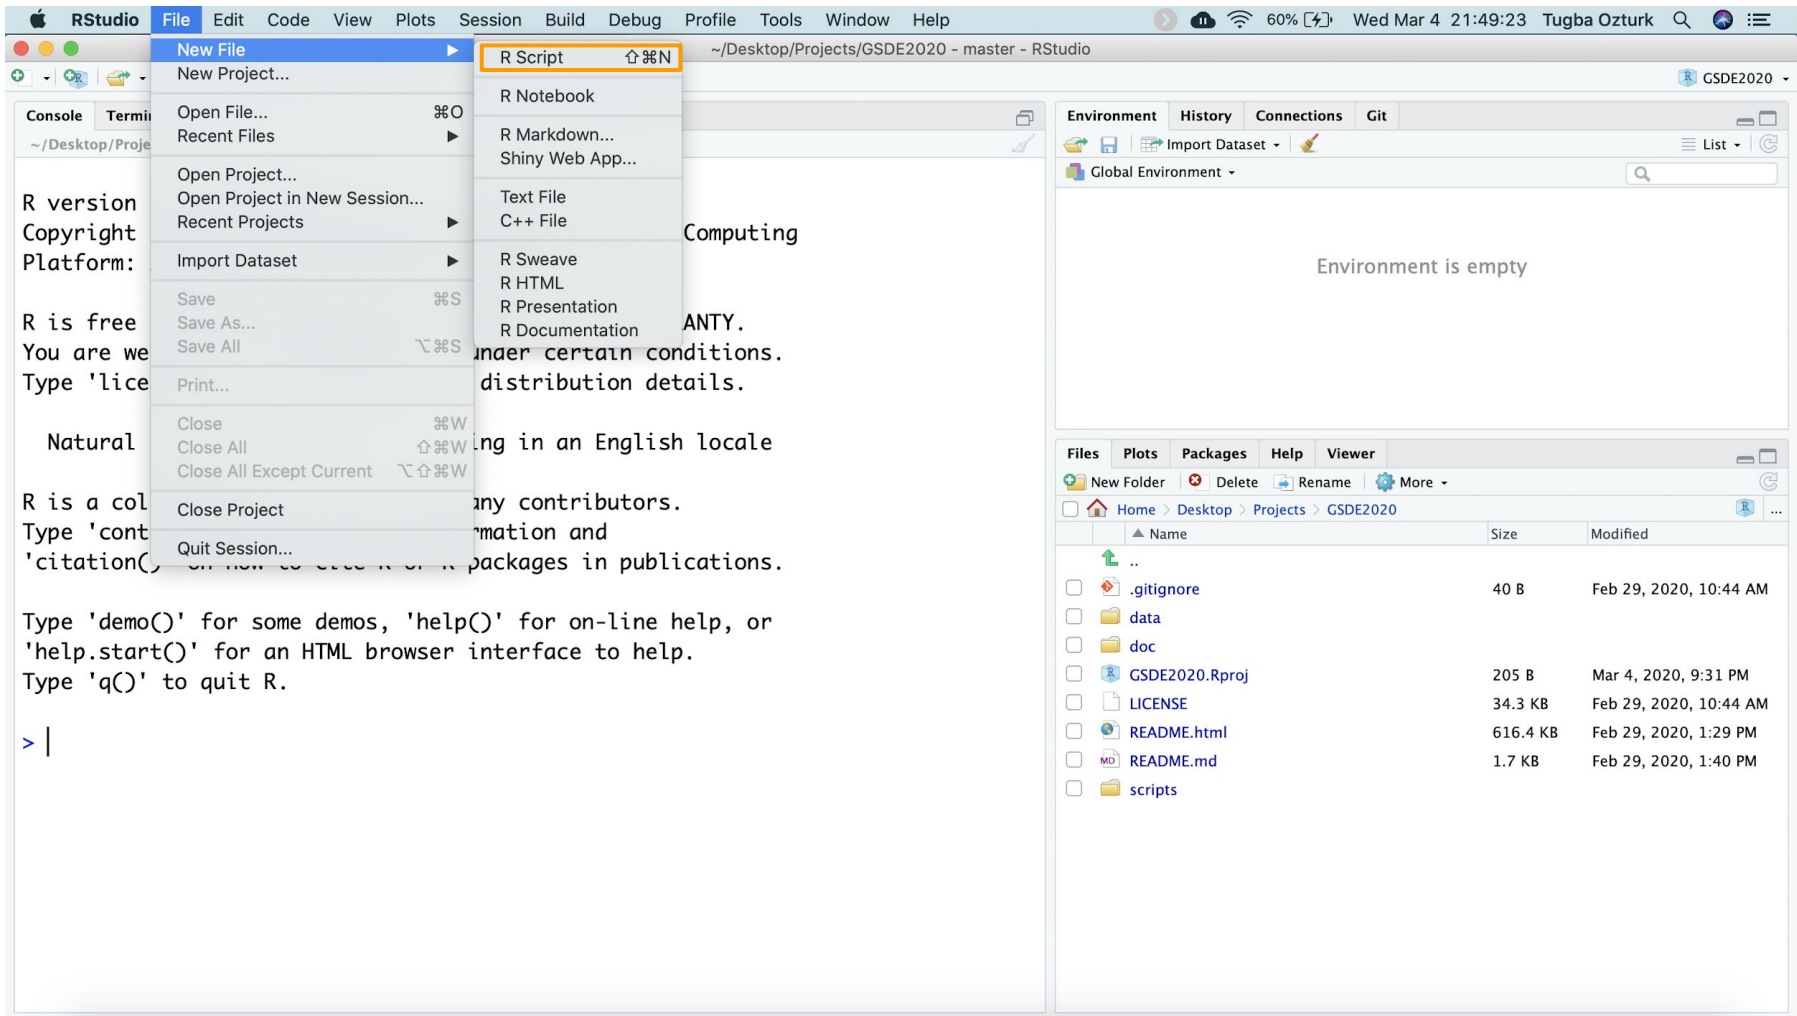 RStudio File Edit Code View Plots Session Build Debug Profile Tools Window Help 60% Wed Mar 4 21:49:23 Tugba Ozturk
~/Desktop/Projects/GSDE2020 - master - RStudio
GSDE2020
New File
New Project...
Open File... ⌘O
Recent Files
Open Project...
Open Project in New Session...
Recent Projects
Import Dataset
Save ⌘S
Save As...
Save All ⌥⌘S
Print...
Close ⌘W
Close All ⇧⌘W
Close All Except Current ⌥⇧⌘W
Close Project
Quit Session...
R Script ⇧⌘N
R Notebook
R Markdown...
Shiny Web App...
Text File
C++ File
R Sweave
R HTML
R Presentation
R Documentation
Console Termi
~/Desktop/Proje
R version
Copyright Computing
Platform:
R is free ANTY.
You are we under certain conditions.
Type 'lice distribution details.
Natural ng in an English locale
R is a col any contributors.
Type 'cont mation and
'citation()' on how to cite R or R packages in publications.
Type 'demo()' for some demos, 'help()' for on-line help, or
'help.start()' for an HTML browser interface to help.
Type 'q()' to quit R.
>
Environment History Connections Git
Import Dataset List
Global Environment
Environment is empty
Files Plots Packages Help Viewer
New Folder Delete Rename More
Home > Desktop > Projects > GSDE2020 ...
Name Size Modified
..
.gitignore 40 B Feb 29, 2020, 10:44 AM
data
doc
GSDE2020.Rproj 205 B Mar 4, 2020, 9:31 PM
LICENSE 34.3 KB Feb 29, 2020, 10:44 AM
README.html 616.4 KB Feb 29, 2020, 1:29 PM
README.md 1.7 KB Feb 29, 2020, 1:40 PM
scripts